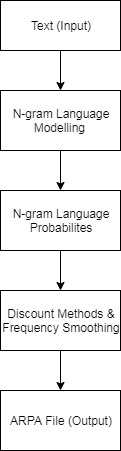 Text (Input)
N-gram Language
Modelling
N-gram Language
Probabilites
Discount Methods &
Frequency Smoothing
ARPA File (Output)